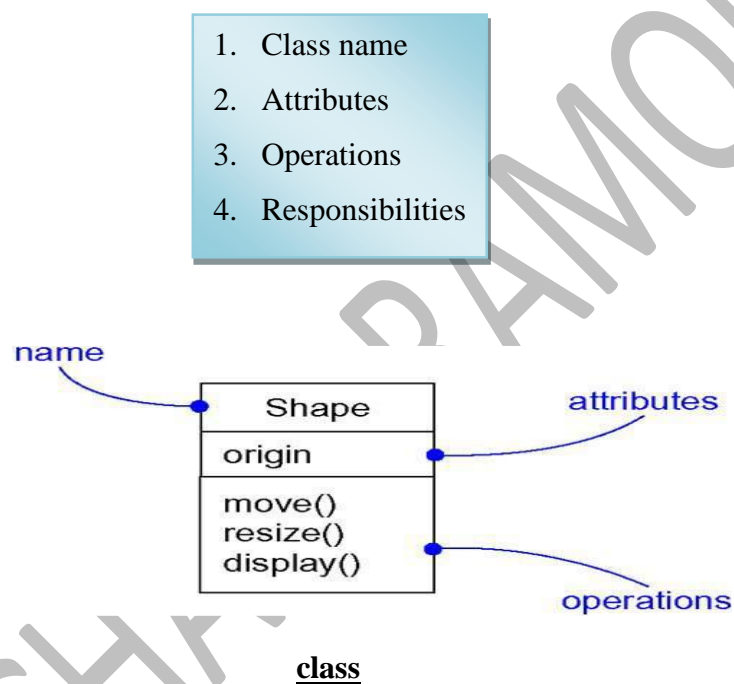 1. Class name
2. Attributes
3. Operations
4. Responsibilities
name
Shape
attributes
origin
move()
resize()
display()
operations
class